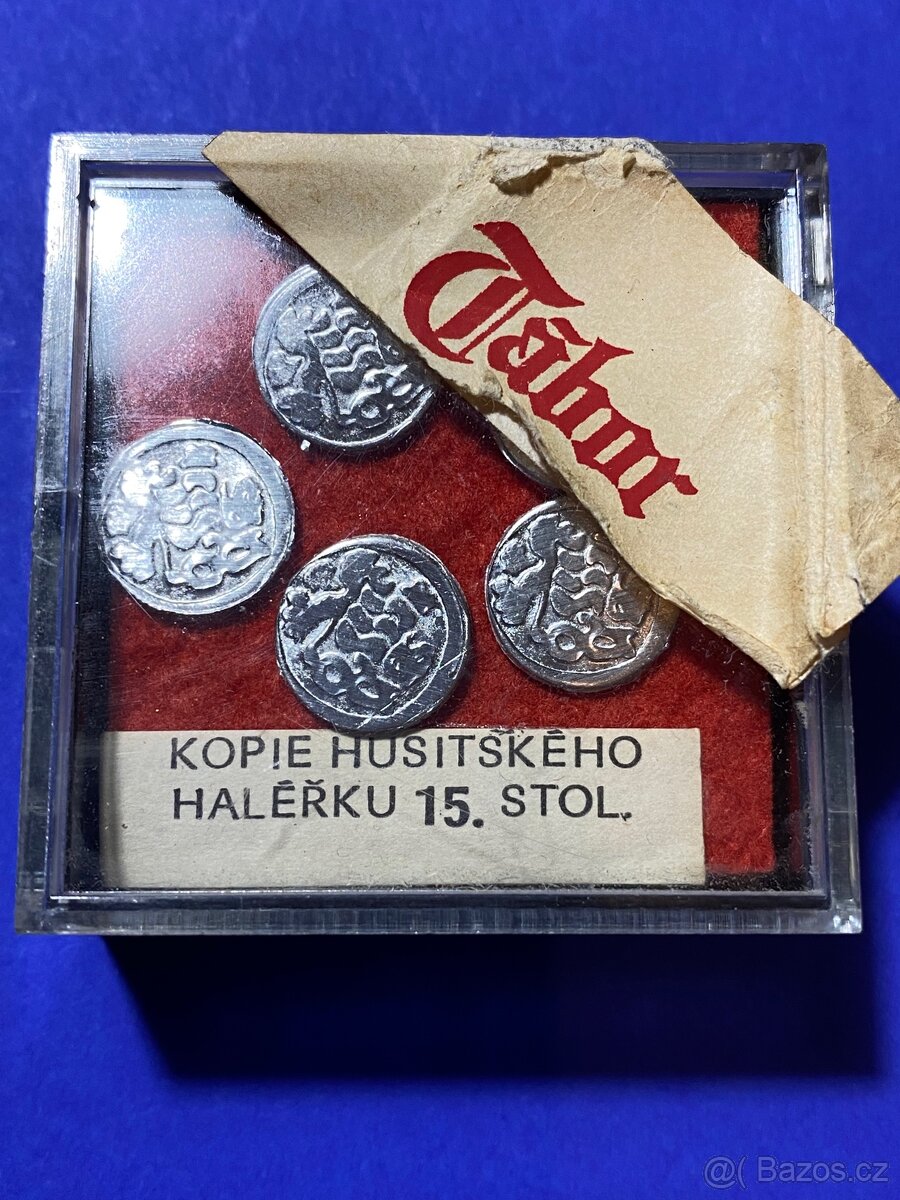 Tábor
KOPIE HUSITSKÉHO
HALÉŘKU 15. STOL.
@( Bazos.cz